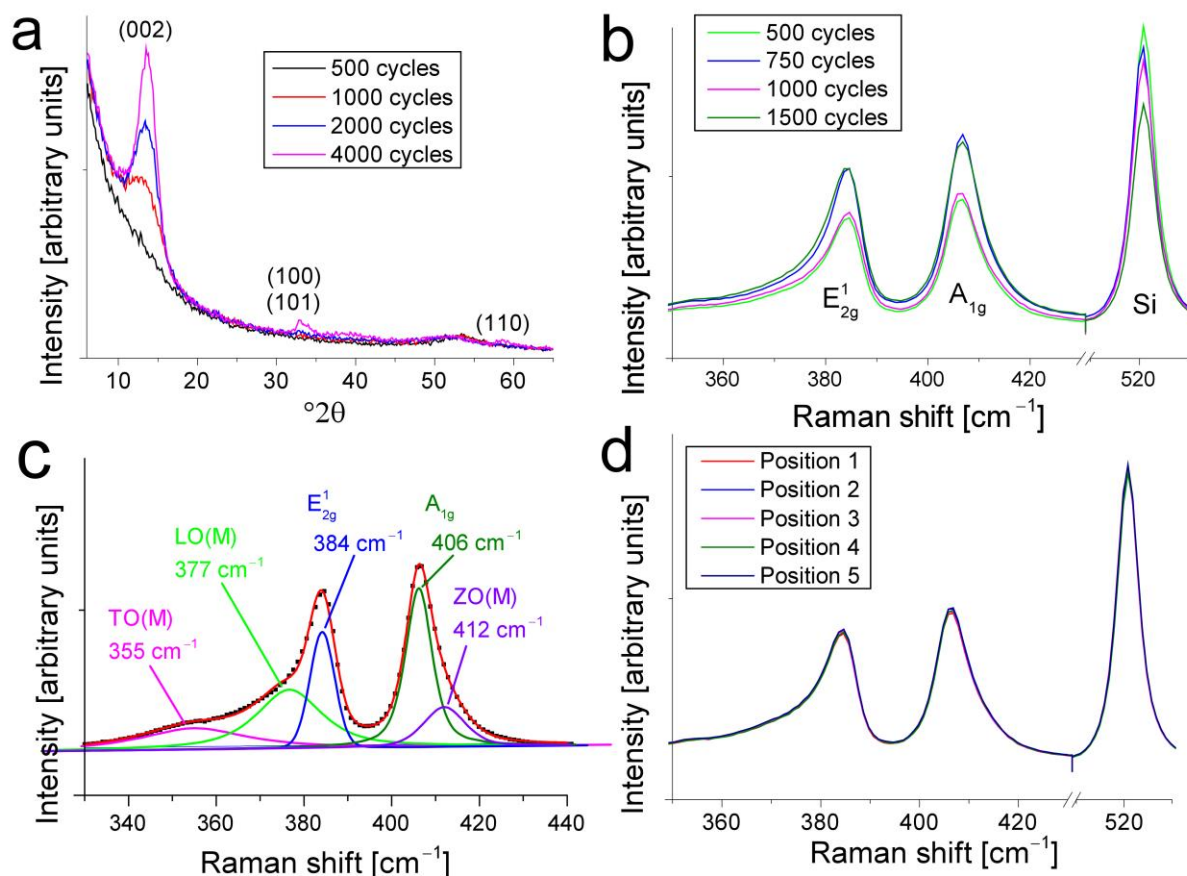 a
(002)
500 cycles
1000 cycles
2000 cycles
4000 cycles
(100)
(101)
(110)
Intensity [arbitrary units]
10 20 30 40 50 60
°2θ
b
500 cycles
750 cycles
1000 cycles
1500 cycles
E¹2g
A1g
Si
Intensity [arbitrary units]
360 380 400 420 520
Raman shift [cm⁻¹]
c
E¹2g
384 cm⁻¹
A1g
406 cm⁻¹
LO(M)
377 cm⁻¹
TO(M)
355 cm⁻¹
ZO(M)
412 cm⁻¹
Intensity [arbitrary units]
340 360 380 400 420 440
Raman shift [cm⁻¹]
d
Position 1
Position 2
Position 3
Position 4
Position 5
Intensity [arbitrary units]
360 380 400 420 520
Raman shift [cm⁻¹]